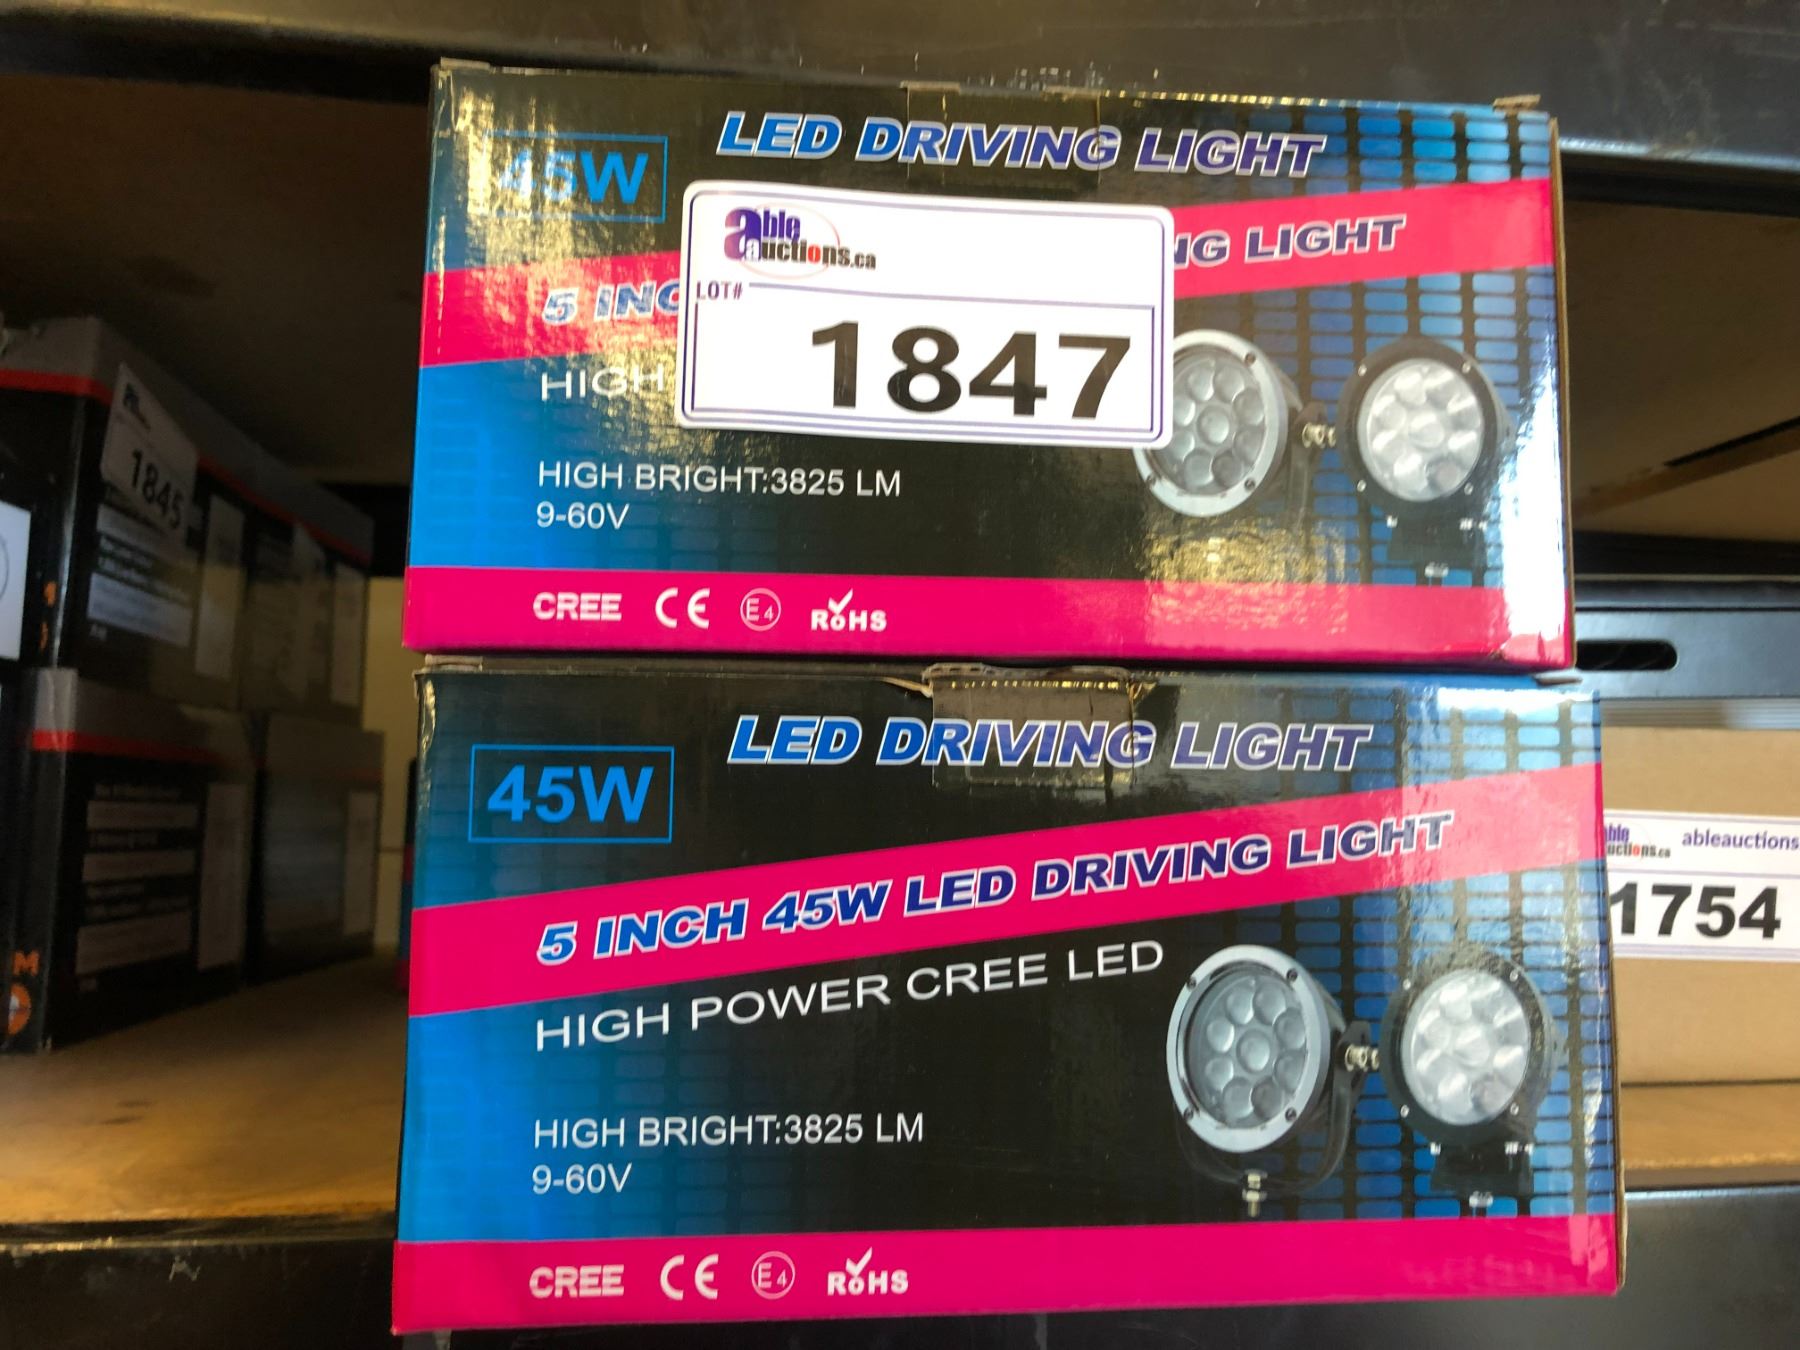 45W
LED DRIVING LIGHT
able
auctions.ca
LOT#
1847
5 INC
NG LIGHT
HIGH
HIGH BRIGHT:3825 LM
9-60V
CREE CE E4 RoHS
45W
LED DRIVING LIGHT
5 INCH 45W LED DRIVING LIGHT
HIGH POWER CREE LED
HIGH BRIGHT:3825 LM
9-60V
CREE CE E4 RoHS
1845
able
auctions.ca
ableauctions
1754
M